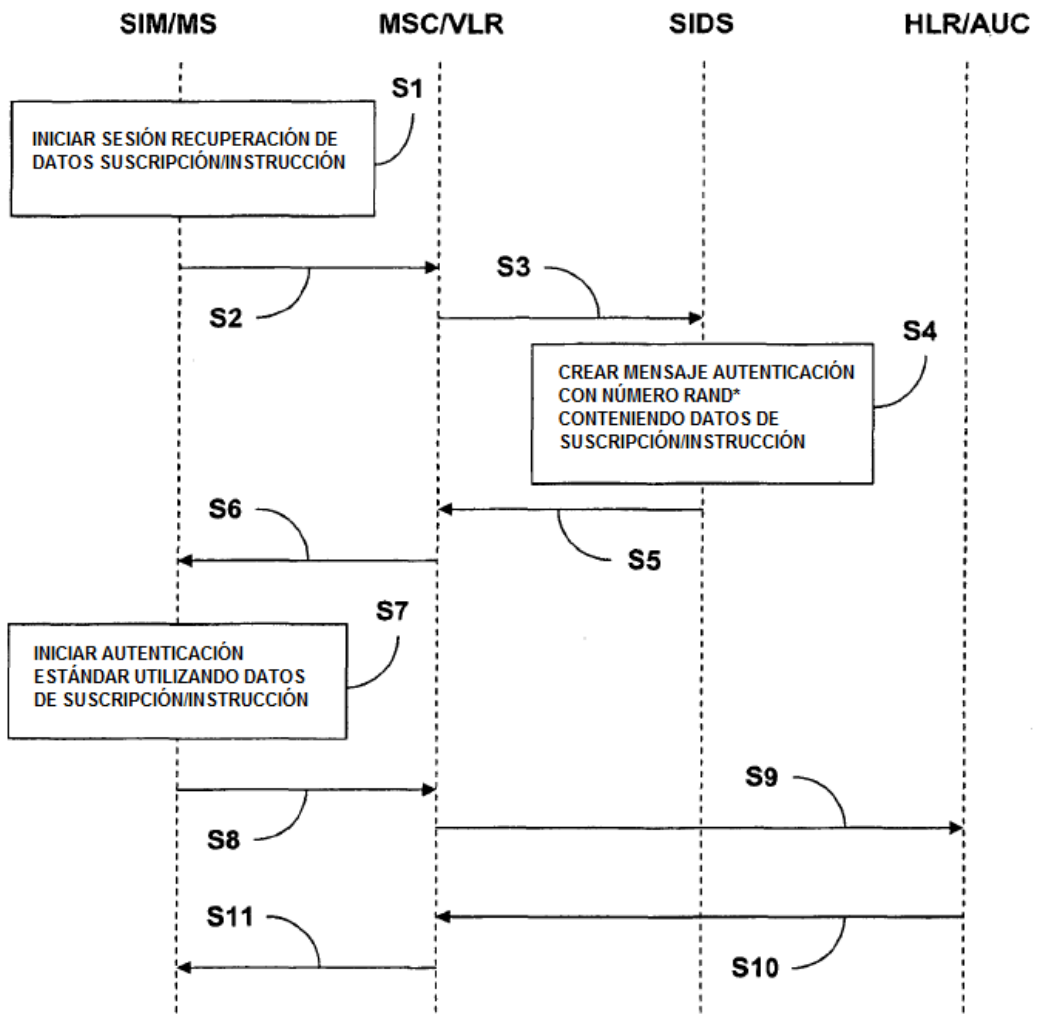 SIM/MS
MSC/VLR
SIDS
HLR/AUC
S1
INICIAR SESIÓN RECUPERACIÓN DE
DATOS SUSCRIPCIÓN/INSTRUCCIÓN
S2
S3
S4
CREAR MENSAJE AUTENTICACIÓN
CON NÚMERO RAND*
CONTENIENDO DATOS DE
SUSCRIPCIÓN/INSTRUCCIÓN
S6
S5
S7
INICIAR AUTENTICACIÓN
ESTÁNDAR UTILIZANDO DATOS
DE SUSCRIPCIÓN/INSTRUCCIÓN
S9
S8
S11
S10